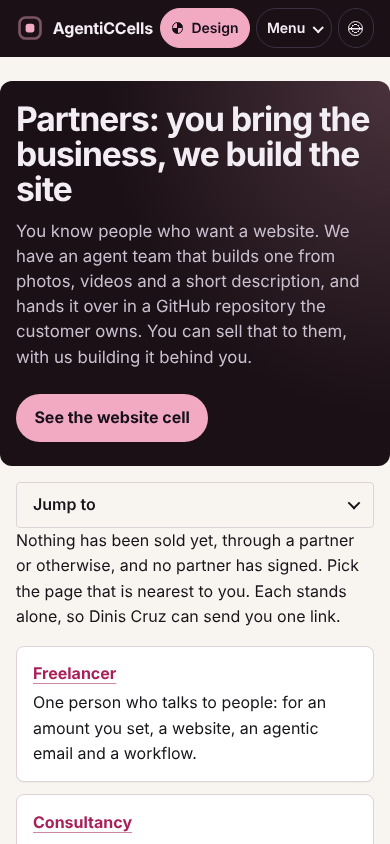 AgentiCCells
Design
Menu
Partners: you bring the
business, we build the
site
You know people who want a website. We
have an agent team that builds one from
photos, videos and a short description, and
hands it over in a GitHub repository the
customer owns. You can sell that to them,
with us building it behind you.
See the website cell
Jump to
Nothing has been sold yet, through a partner
or otherwise, and no partner has signed. Pick
the page that is nearest to you. Each stands
alone, so Dinis Cruz can send you one link.
Freelancer
One person who talks to people: for an
amount you set, a website, an agentic
email and a workflow.
Consultancy